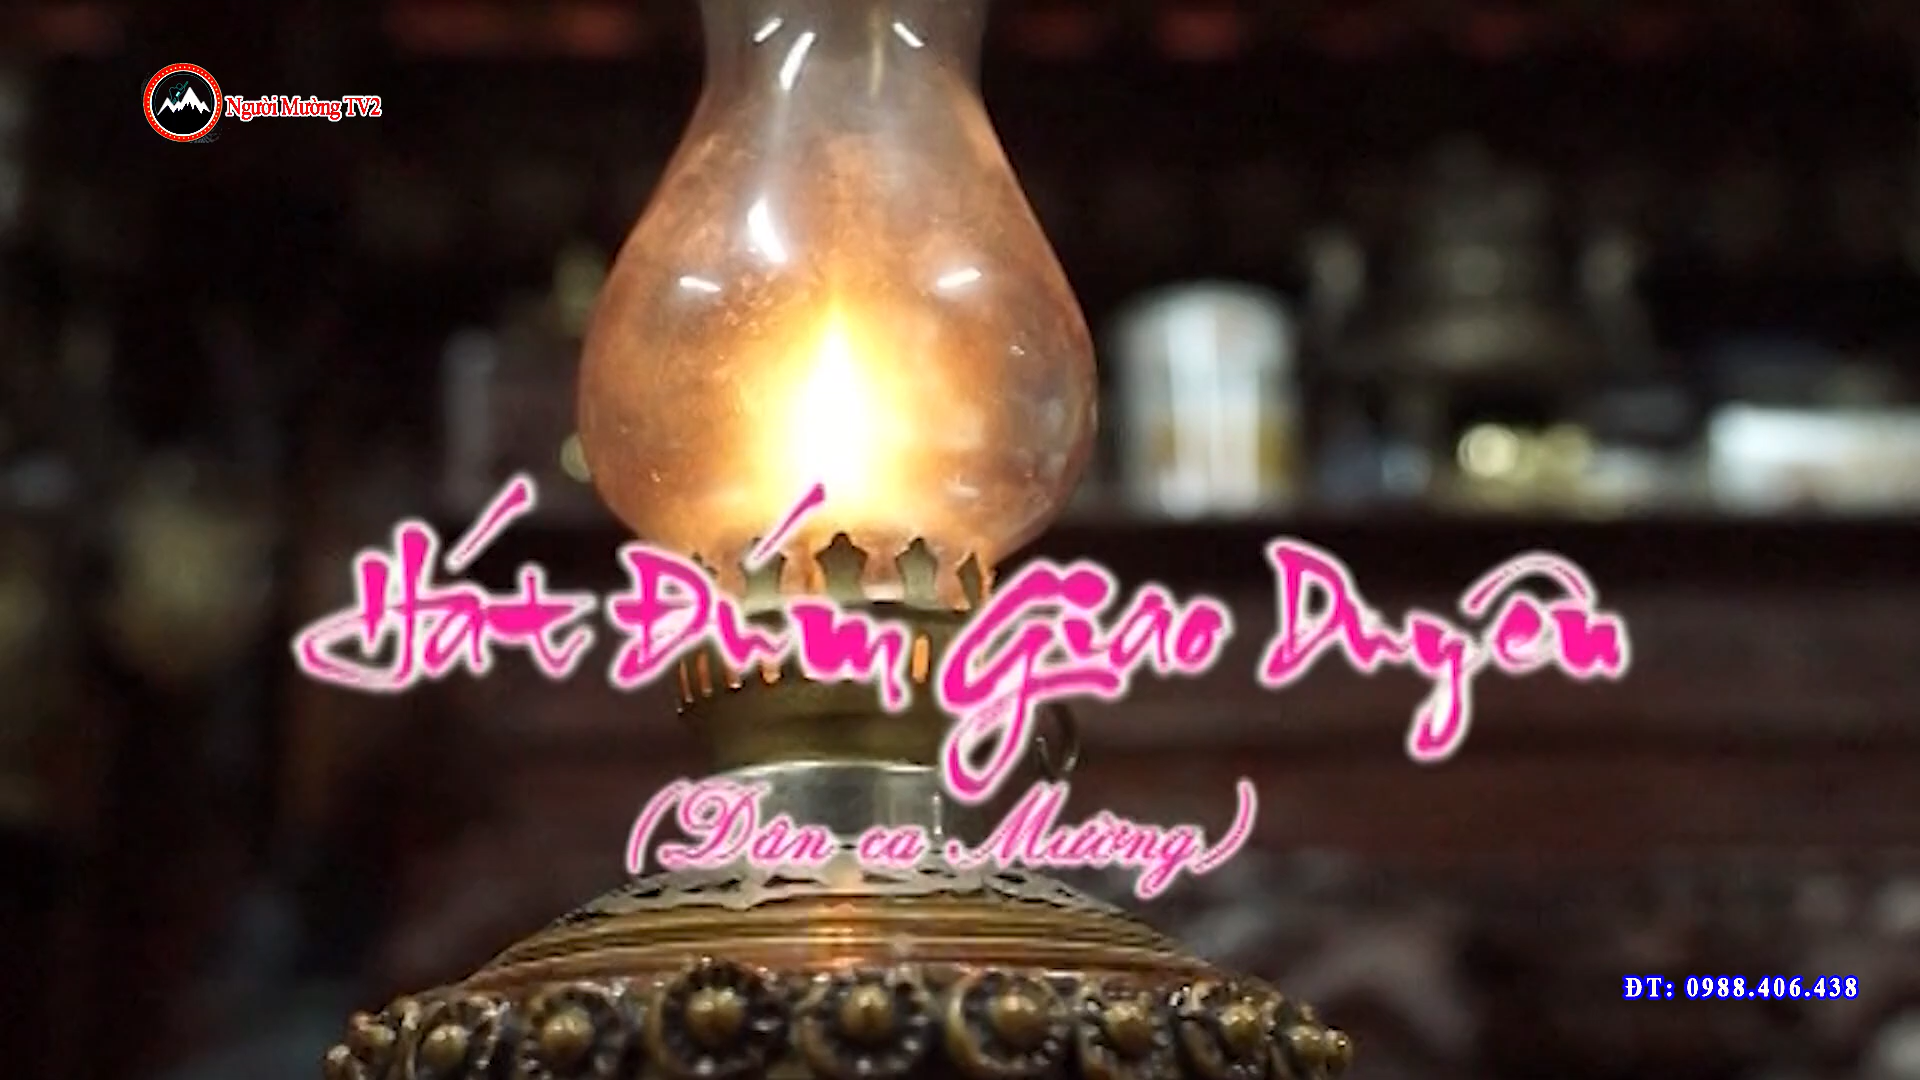 Người Mường TV2
Hát Đúm Giao Duyên
(Dân ca Mường)
ĐT: 0988.406.438